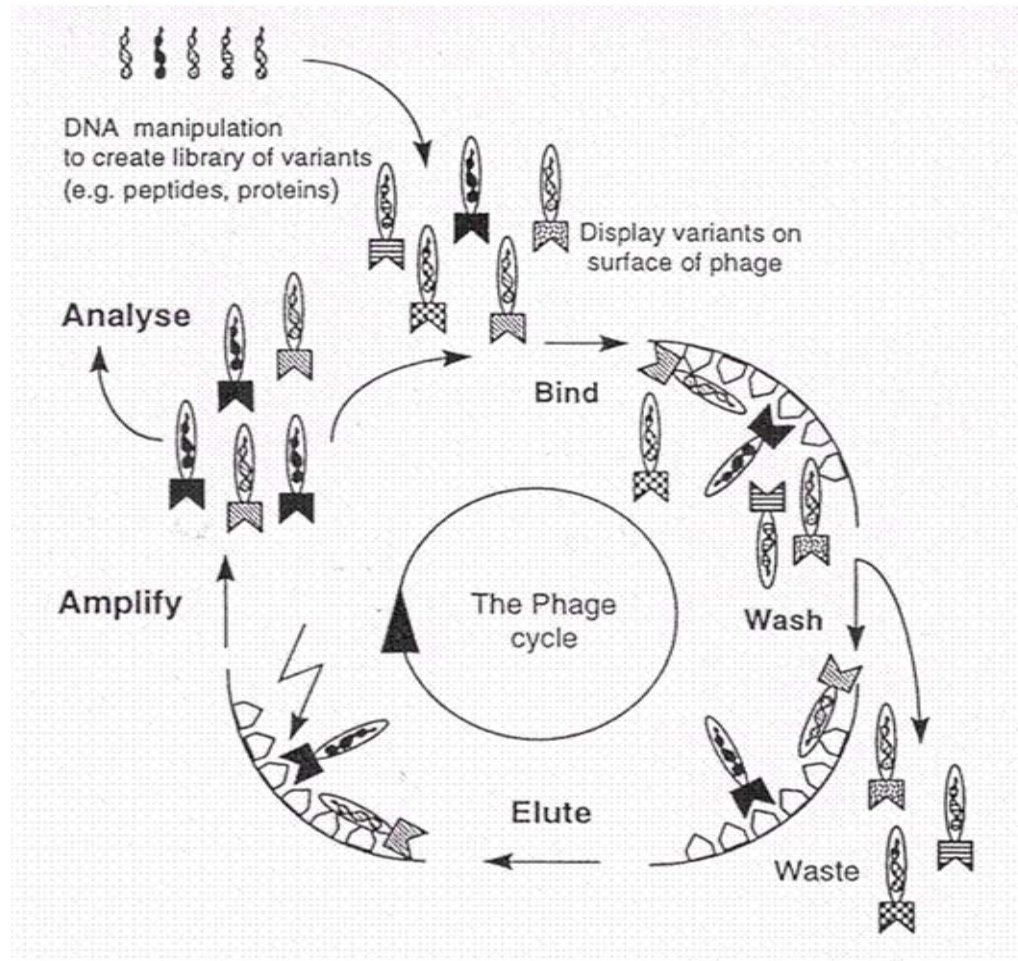 DNA manipulation
to create library of variants
(e.g. peptides, proteins)
Display variants on
surface of phage
Analyse
Bind
The Phage
cycle
Wash
Amplify
Elute
Waste